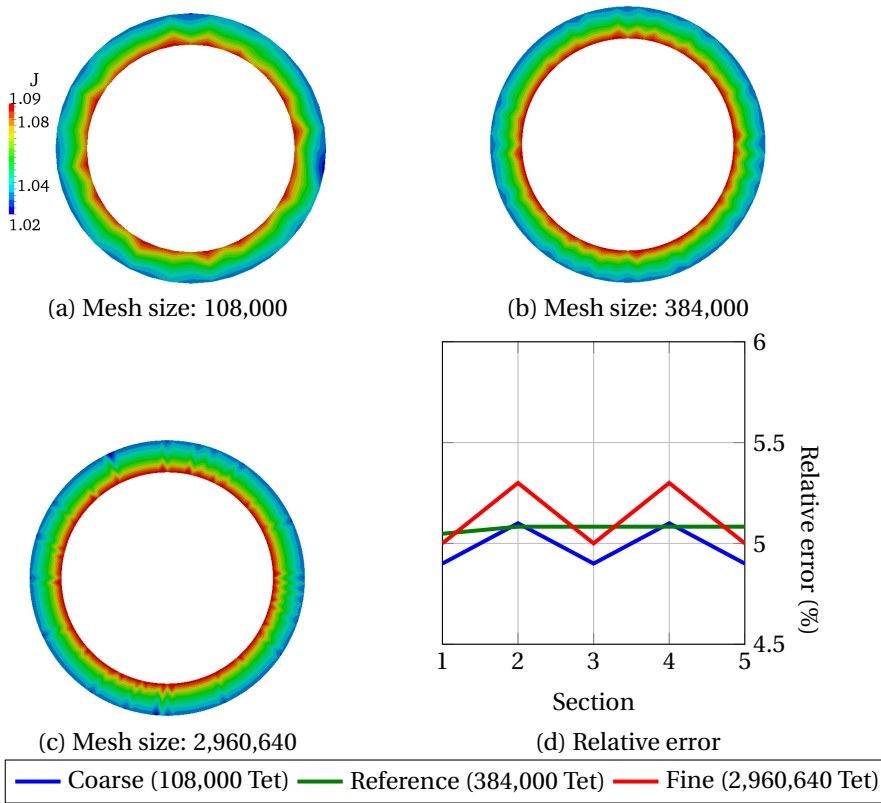 J
1.09
1.08
1.04
1.02
(a) Mesh size: 108,000
(b) Mesh size: 384,000
(c) Mesh size: 2,960,640
6
5.5
5
4.5
Relative error (%)
1 2 3 4 5
Section
(d) Relative error
Coarse (108,000 Tet) Reference (384,000 Tet) Fine (2,960,640 Tet)